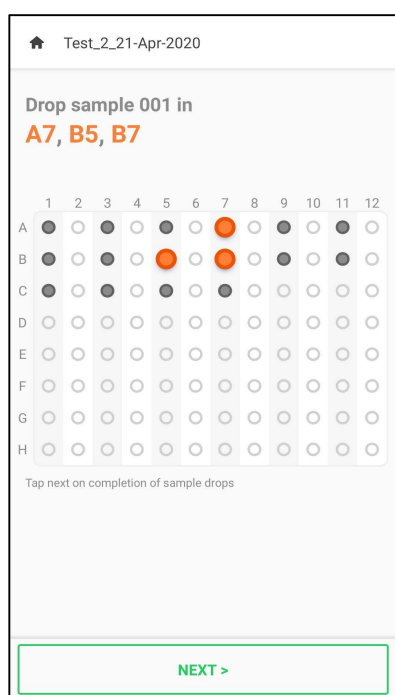 Test_2_21-Apr-2020
Drop sample 001 in
A7, B5, B7
1 2 3 4 5 6 7 8 9 10 11 12
A
B
C
D
E
F
G
H
Tap next on completion of sample drops
NEXT >